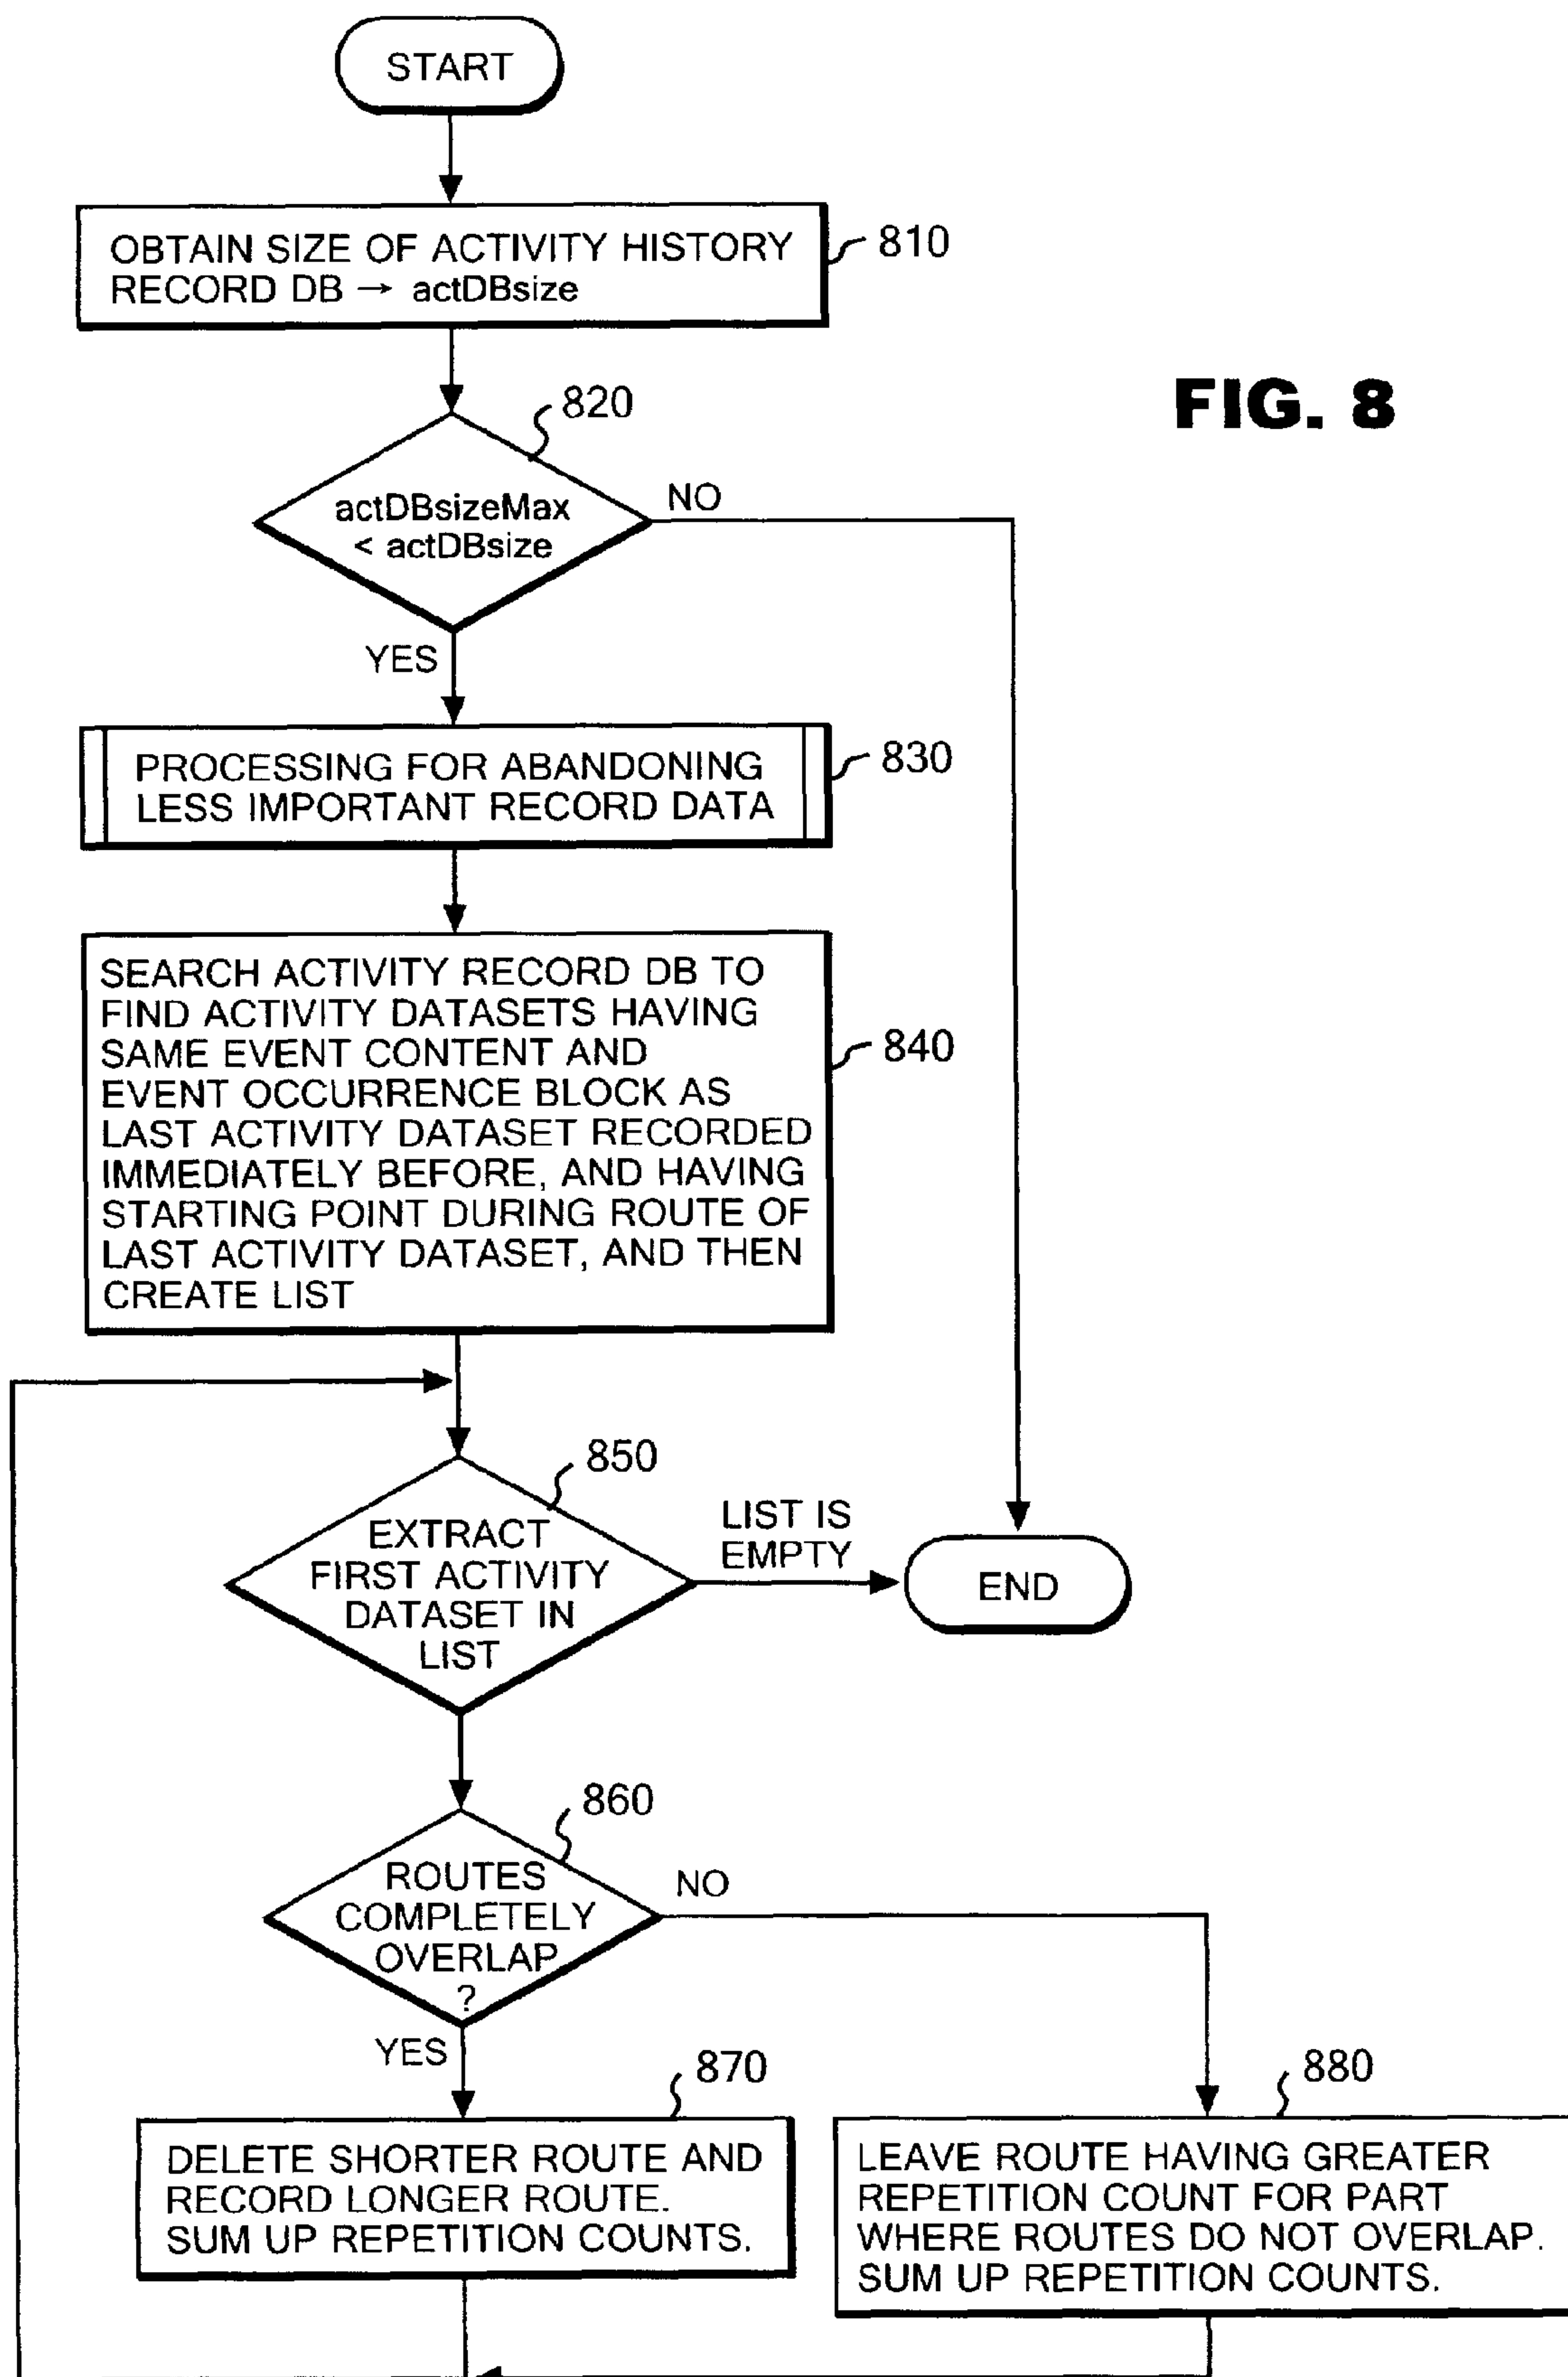 START
OBTAIN SIZE OF ACTIVITY HISTORY
RECORD DB → actDBsize
810
FIG. 8
820
actDBsizeMax
< actDBsize
NO
YES
PROCESSING FOR ABANDONING
LESS IMPORTANT RECORD DATA
830
SEARCH ACTIVITY RECORD DB TO
FIND ACTIVITY DATASETS HAVING
SAME EVENT CONTENT AND
EVENT OCCURRENCE BLOCK AS
LAST ACTIVITY DATASET RECORDED
IMMEDIATELY BEFORE, AND HAVING
STARTING POINT DURING ROUTE OF
LAST ACTIVITY DATASET, AND THEN
CREATE LIST
840
850
EXTRACT
FIRST ACTIVITY
DATASET IN
LIST
LIST IS
EMPTY
END
860
ROUTES
COMPLETELY
OVERLAP
?
NO
YES
870
DELETE SHORTER ROUTE AND
RECORD LONGER ROUTE.
SUM UP REPETITION COUNTS.
880
LEAVE ROUTE HAVING GREATER
REPETITION COUNT FOR PART
WHERE ROUTES DO NOT OVERLAP.
SUM UP REPETITION COUNTS.